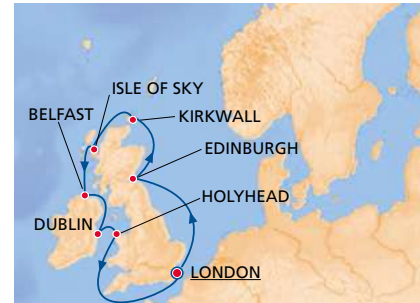 ISLE OF SKY
BELFAST
KIRKWALL
EDINBURGH
HOLYHEAD
DUBLIN
LONDON